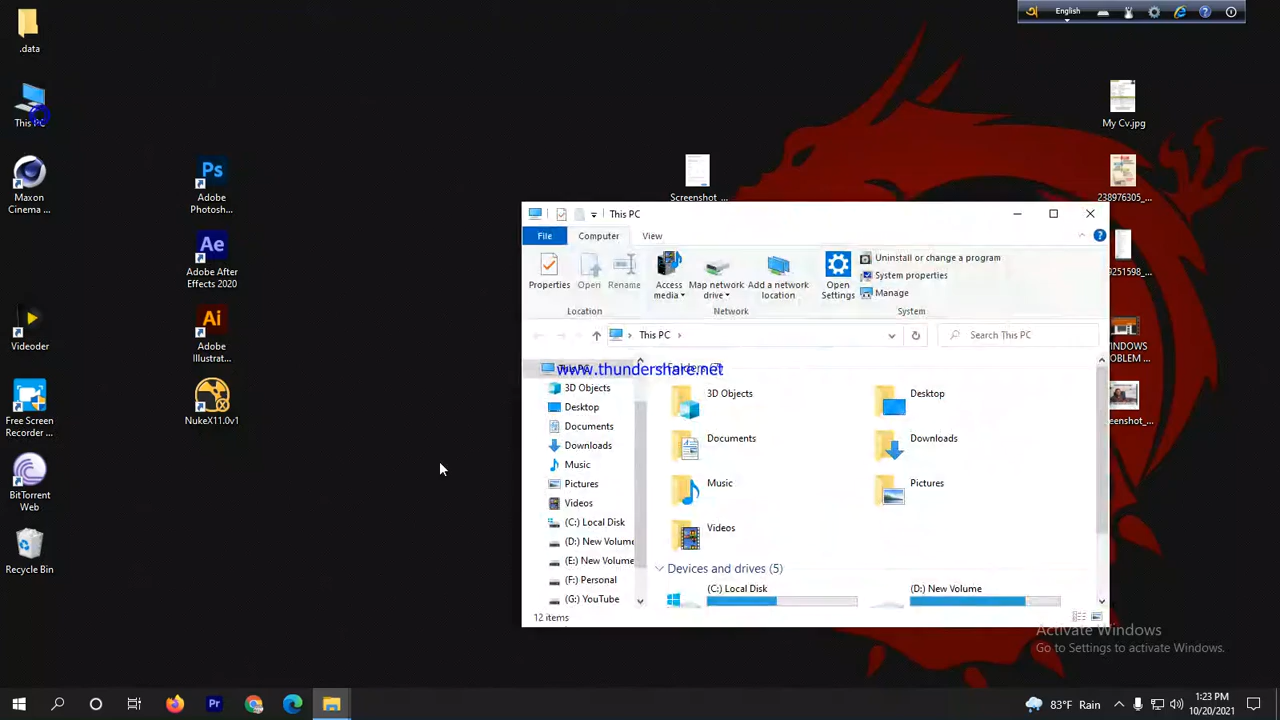 .data
This PC
Maxon
Cinema ...
Videoder
Free Screen
Recorder ...
BitTorrent
Web
Recycle Bin
Ps
Adobe
Photosh...
Ae
Adobe After
Effects 2020
Ai
Adobe
Illustrat...
NukeX11.0v1
Screenshot_...
English
My Cv.jpg
238976305_...
This PC
File
Computer
View
Properties
Open
Rename
Access
media
Map network
drive
Add a network
location
Open
Settings
Uninstall or change a program
System properties
Manage
Location
Network
System
This PC
Search This PC
www.thundershare.net
3D Objects
Desktop
Documents
Downloads
Music
Pictures
Videos
(C:) Local Disk
(D:) New Volume
(E:) New Volume
(F:) Personal
(G:) YouTube
3D Objects
Desktop
Documents
Downloads
Music
Pictures
Videos
Devices and drives (5)
(C:) Local Disk
(D:) New Volume
12 items
Activate Windows
Go to Settings to activate Windows.
Pr
83°F Rain
1:23 PM
10/20/2021